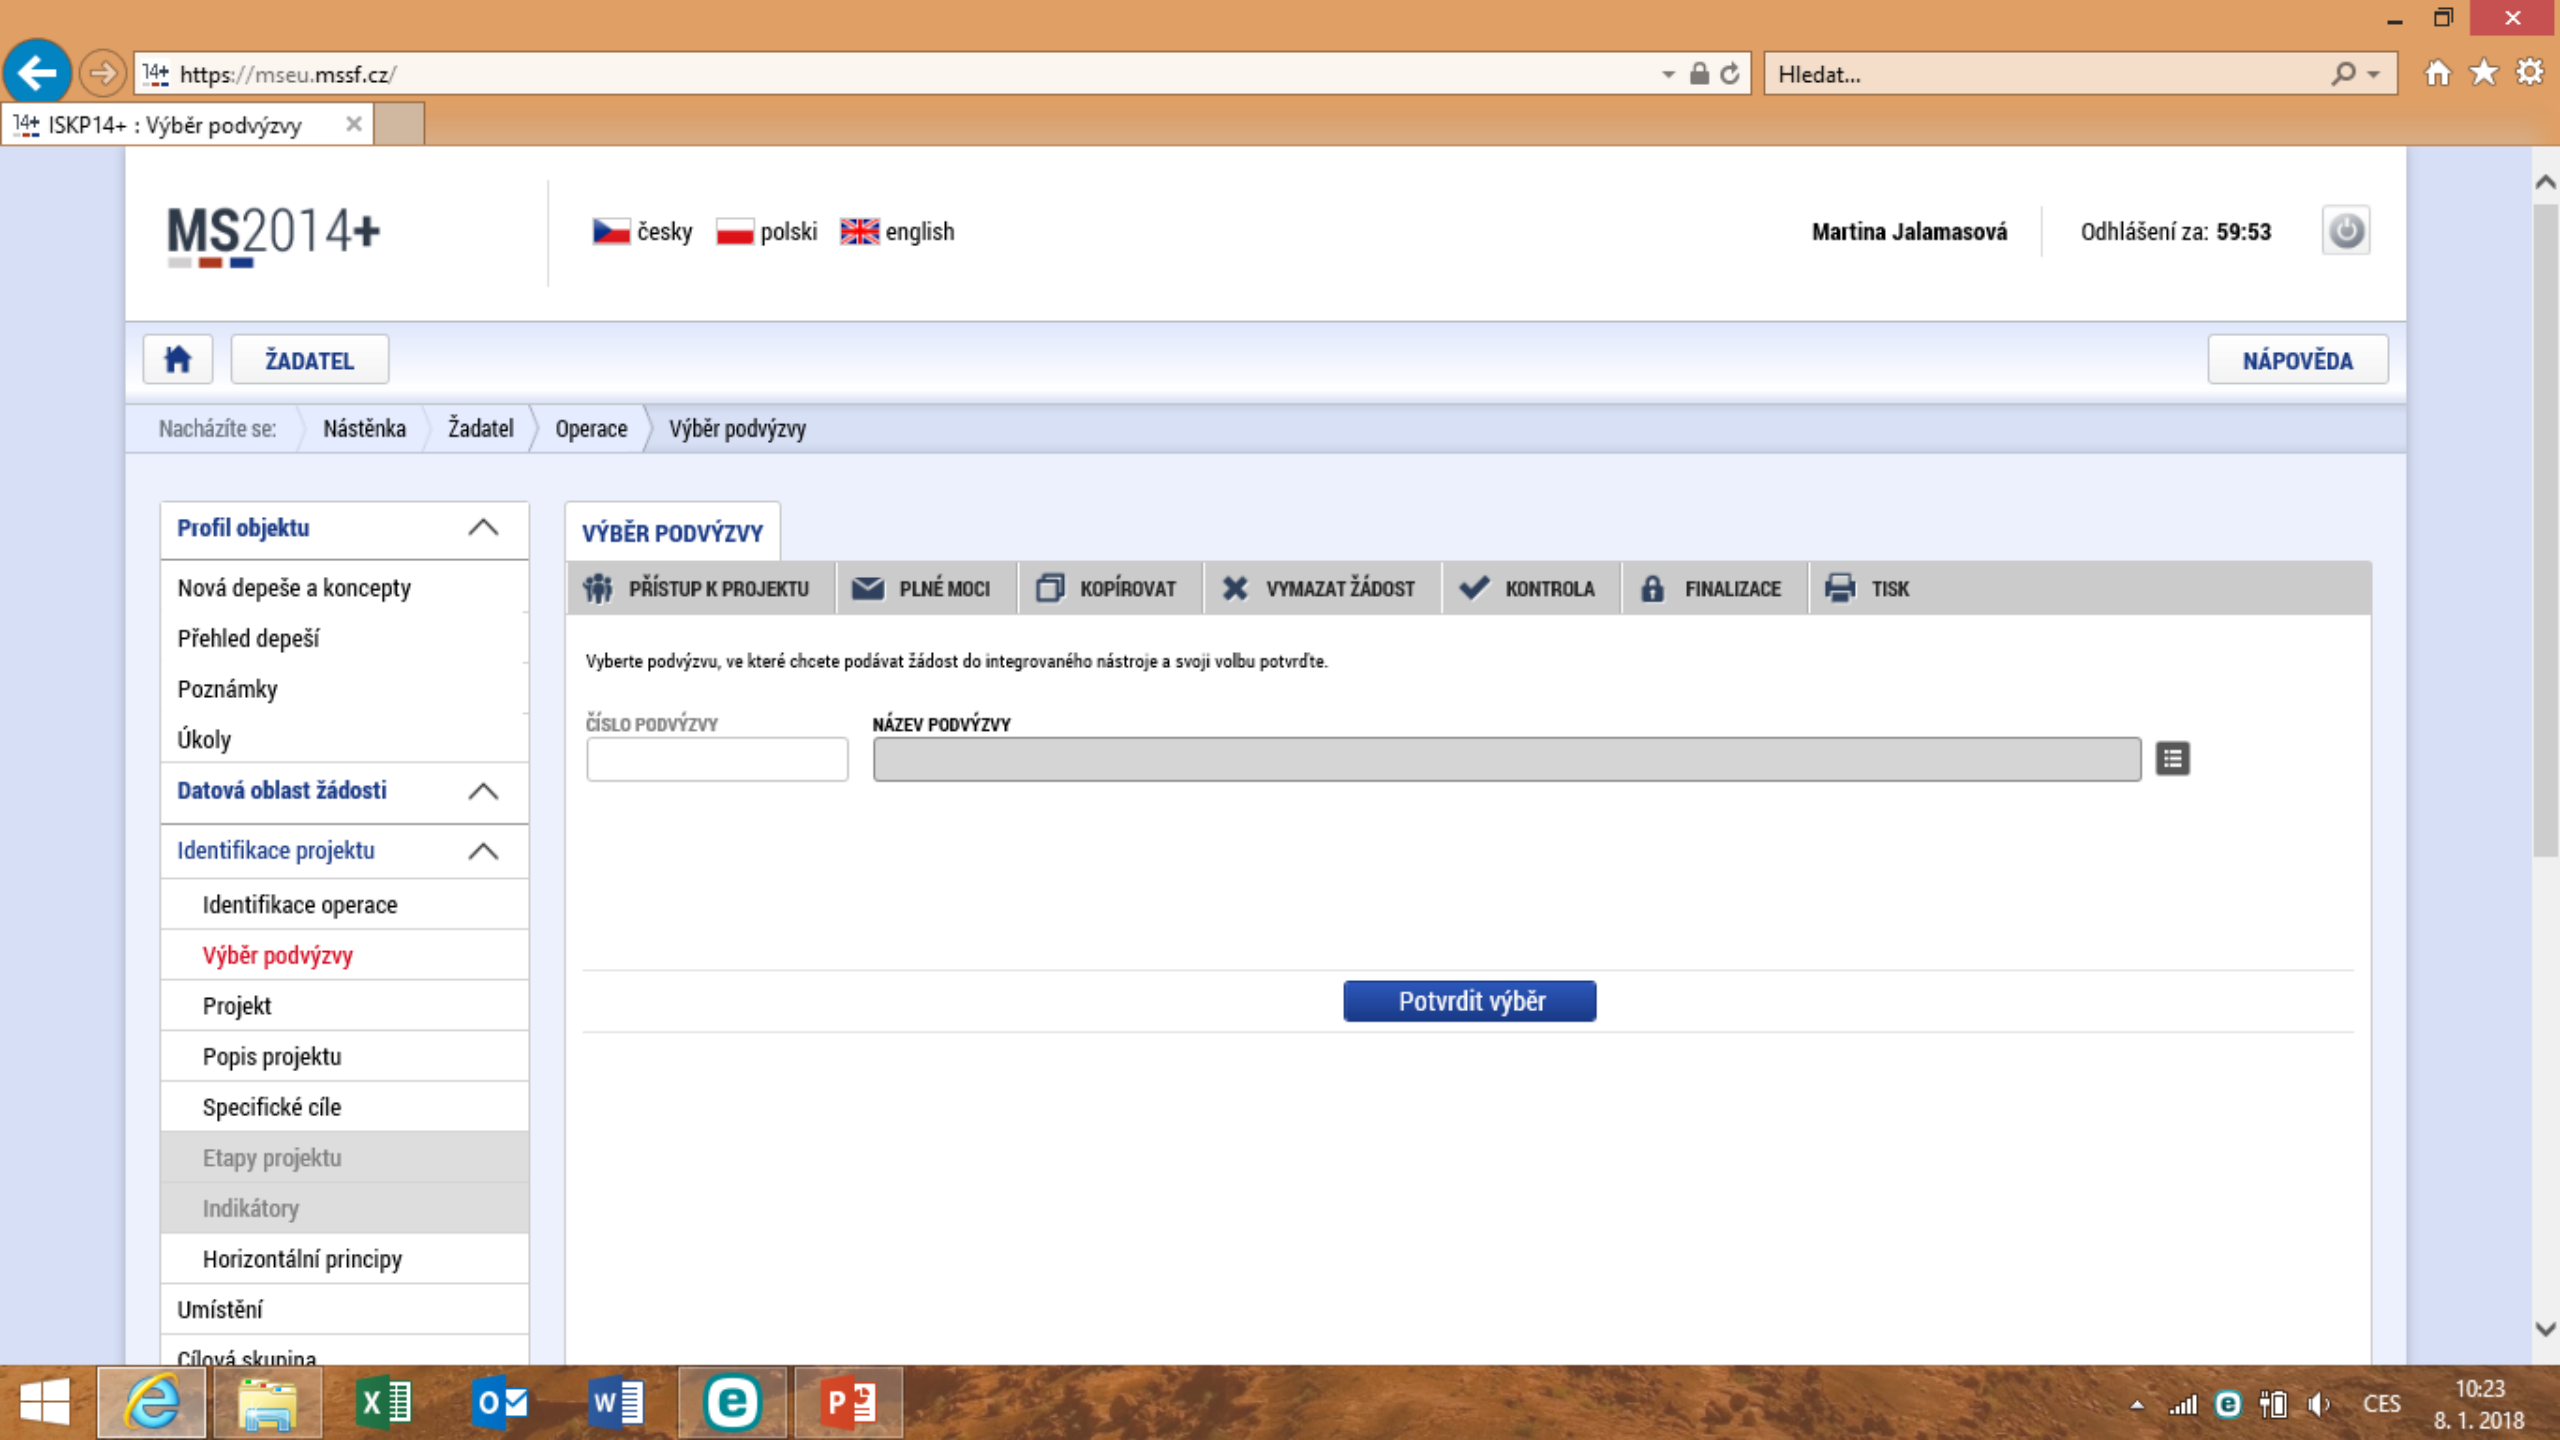 https://mseu.mssf.cz/
Hledat...
14+ ISKP14+ : Výběr podvýzvy
MS2014+
česky polski english
Martina Jalamasová
Odhlášení za: 59:53
ŽADATEL
NÁPOVĚDA
Nacházíte se: Nástěnka Žadatel Operace Výběr podvýzvy
Profil objektu
Nová depeše a koncepty
Přehled depeší
Poznámky
Úkoly
Datová oblast žádosti
Identifikace projektu
Identifikace operace
Výběr podvýzvy
Projekt
Popis projektu
Specifické cíle
Etapy projektu
Indikátory
Horizontální principy
Umístění
Cílová skupina
VÝBĚR PODVÝZVY
PŘÍSTUP K PROJEKTU PLNÉ MOCI KOPÍROVAT VYMAZAT ŽÁDOST KONTROLA FINALIZACE TISK
Vyberte podvýzvu, ve které chcete podávat žádost do integrovaného nástroje a svoji volbu potvrďte.
ČÍSLO PODVÝZVY NÁZEV PODVÝZVY
Potvrdit výběr
CES
10:23
8. 1. 2018